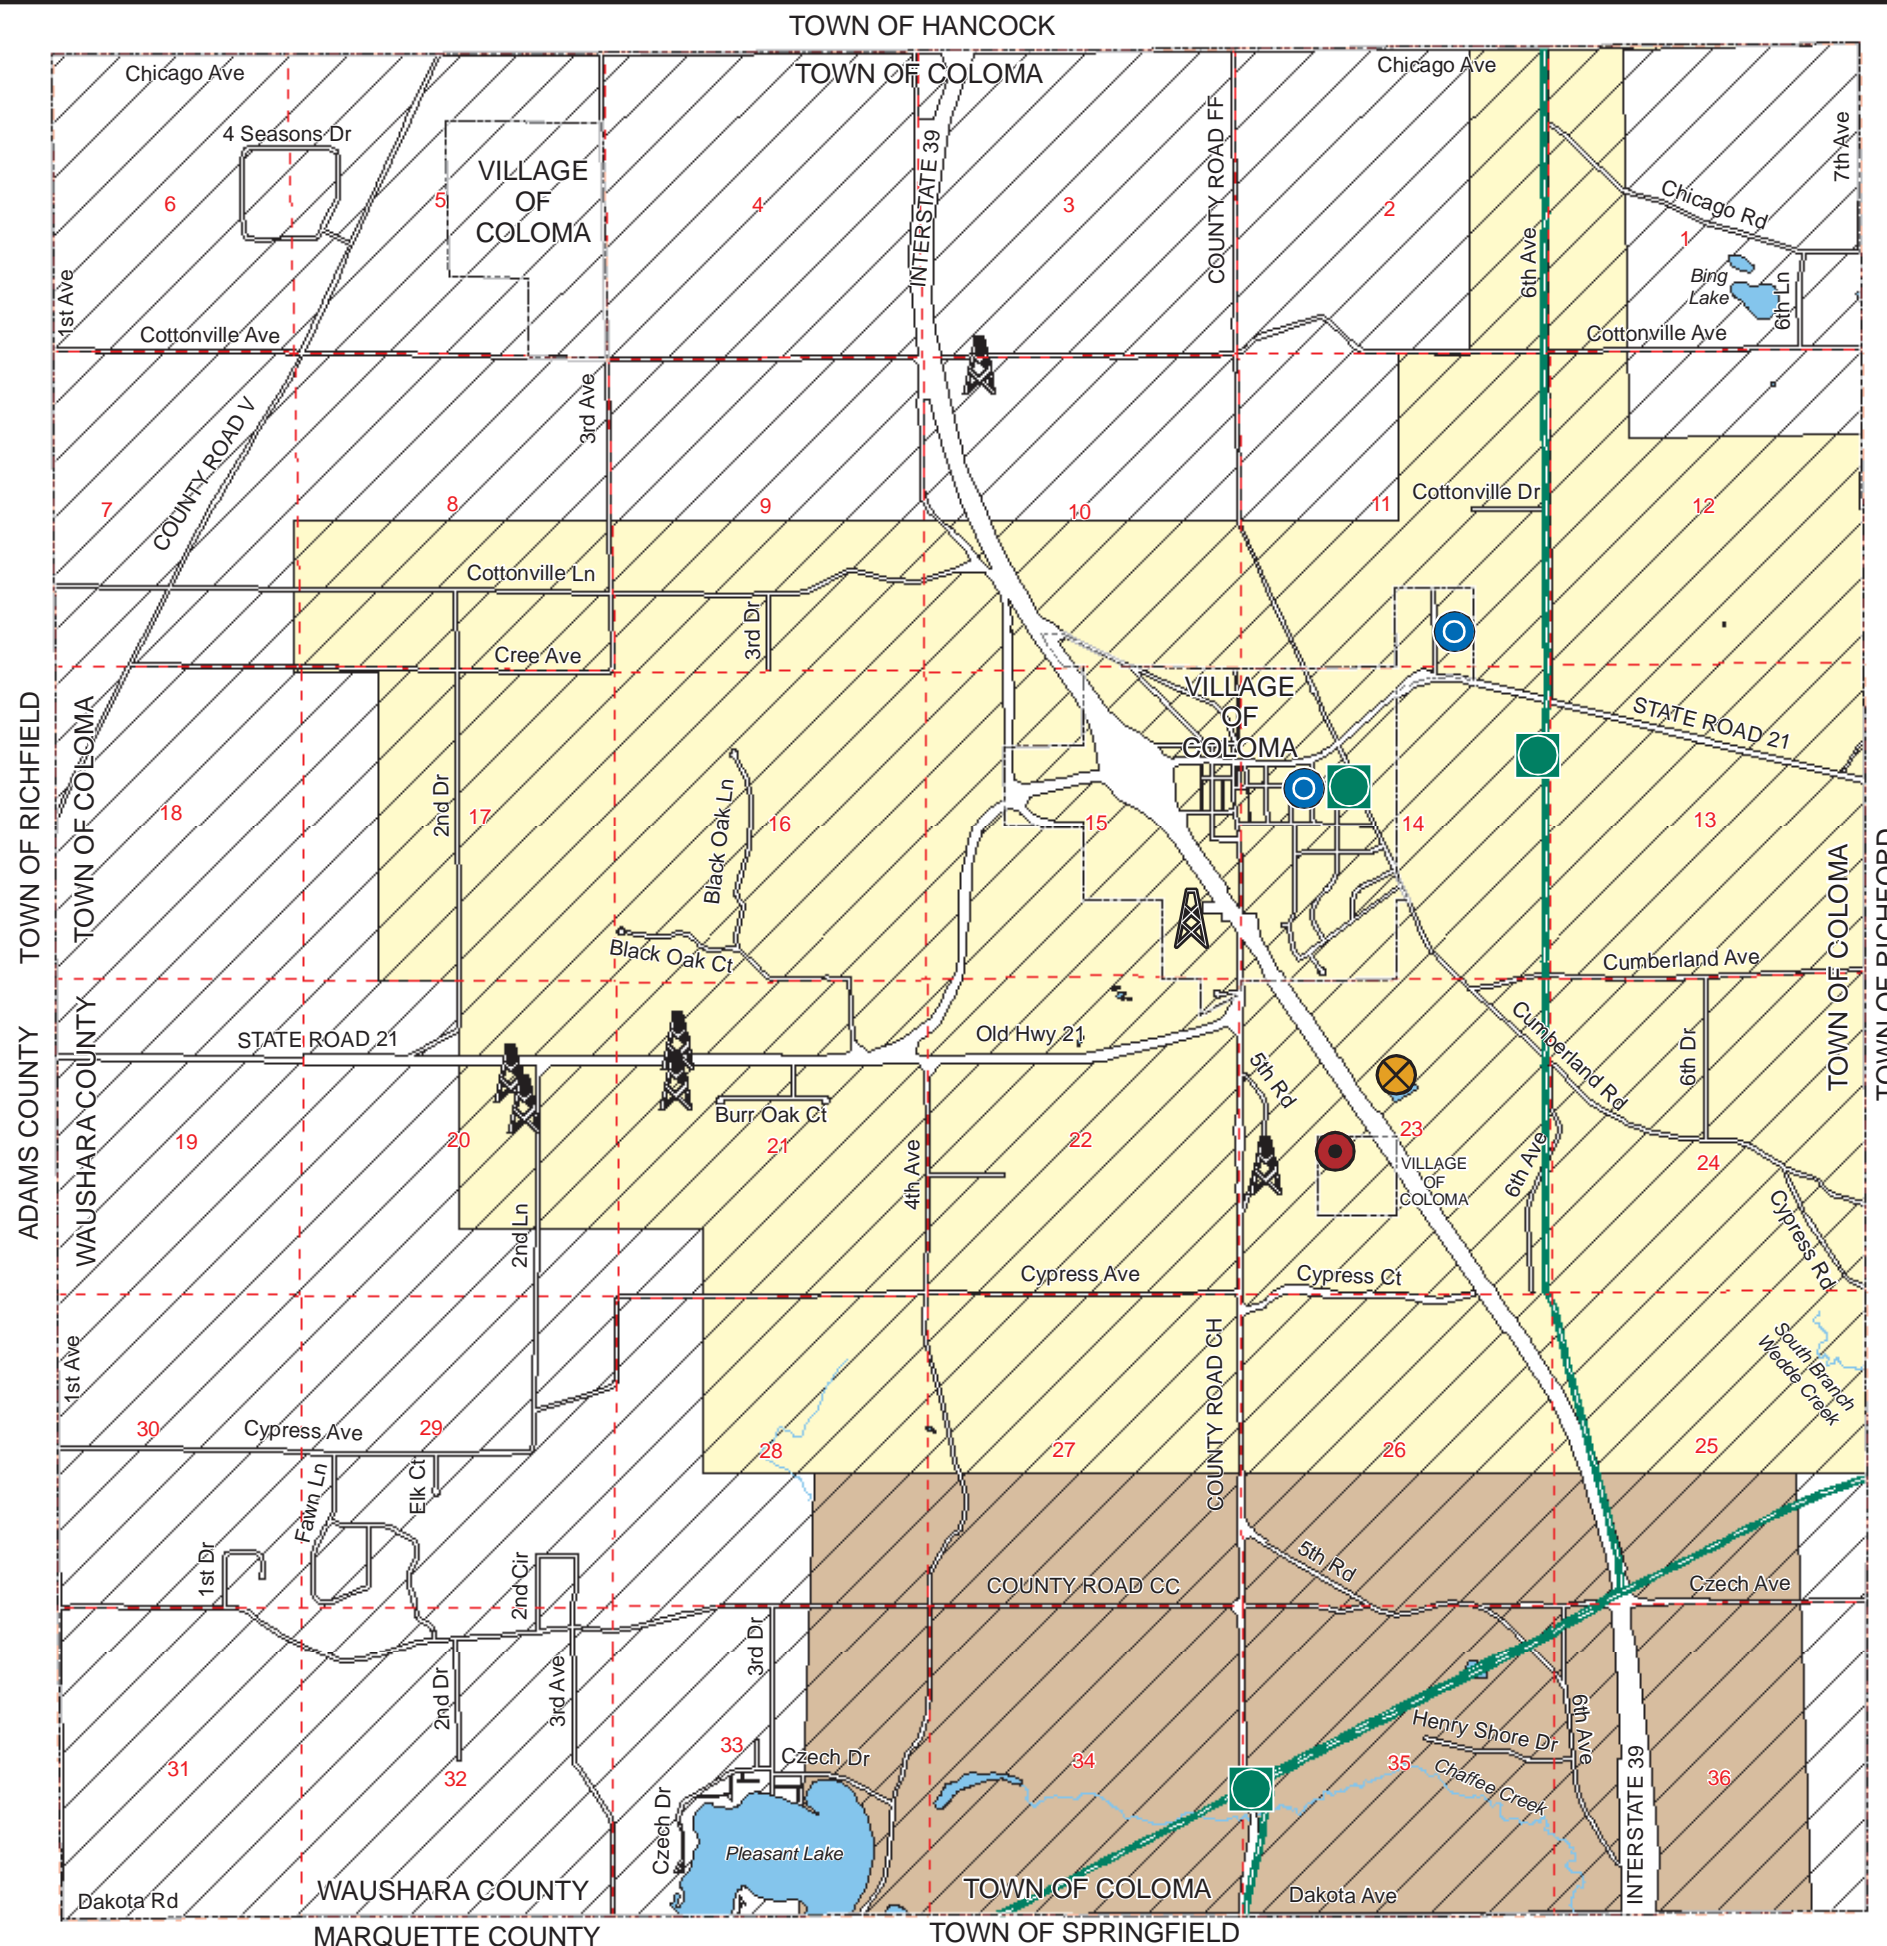 TOWN OF HANCOCK
TOWN OF COLOMA
Chicago Ave
Chicago Ave
4 Seasons Dr
VILLAGE
OF
COLOMA
INTERSTATE 39
COUNTY ROAD FF
7th Ave
6
5
4
3
2
1
Chicago Rd
6th Ave
Bing
Lake
6th Ln
1st Ave
Cottonville Ave
Cottonville Ave
3rd Ave
COUNTY ROAD V
7
8
9
10
11
12
Cottonville Dr
Cottonville Ln
3rd Dr
Cree Ave
VILLAGE
OF
COLOMA
STATE ROAD 21
TOWN OF RICHFIELD
TOWN OF COLOMA
2nd Dr
18
17
16
15
14
13
Black Oak Ln
Black Oak Ct
TOWN OF COLOMA
Cumberland Ave
STATE ROAD 21
Old Hwy 21
Cumberland Rd
6th Dr
ADAMS COUNTY
WAUSHARA COUNTY
5th Rd
Burr Oak Ct
19
20
21
22
23
24
VILLAGE
OF
COLOMA
4th Ave
6th Ave
2nd Ln
Cypress Rd
Cypress Ave
Cypress Ct
COUNTY ROAD CH
South Branch
Wedde Creek
1st Ave
30
Cypress Ave
29
28
27
26
25
Fawn Ln
Elk Ct
1st Dr
2nd Cir
5th Rd
COUNTY ROAD CC
Czech Ave
3rd Dr
2nd Dr
3rd Ave
6th Ave
Henry Shore Dr
31
32
33
Czech Dr
34
35
36
Chaffee Creek
Czech Dr
Pleasant Lake
INTERSTATE 39
Dakota Rd
WAUSHARA COUNTY
TOWN OF COLOMA
Dakota Ave
MARQUETTE COUNTY
TOWN OF SPRINGFIELD